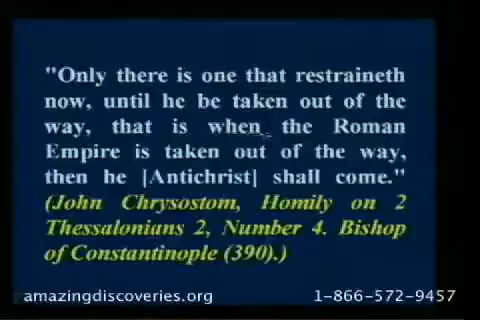 "Only there is one that restraineth
now, until he be taken out of the
way, that is when the Roman
Empire is taken out of the way,
then he [Antichrist] shall come."
(John Chrysostom, Homily on 2
Thessalonians 2, Number 4. Bishop
of Constantinople (390).)
amazingdiscoveries.org 1-866-572-9457